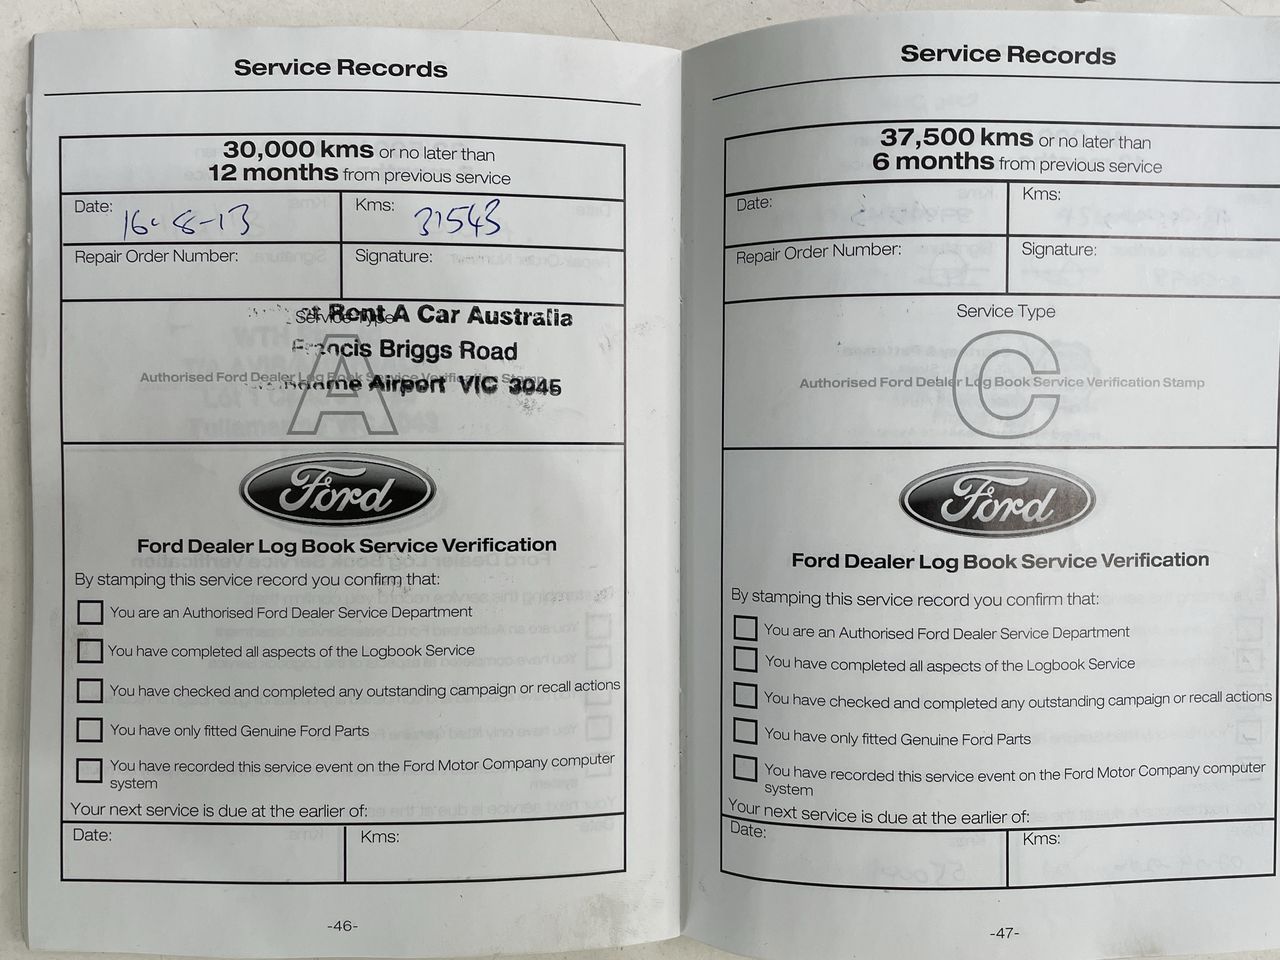 Service Records
30,000 kms or no later than
12 months from previous service
Date: 16-8-13
Kms: 31543
Repair Order Number:
Signature:
Service Type
Rent A Car Australia
Francis Briggs Road
Authorised Ford Dealer Log Book Service Verification Stamp
Airport VIC 3045
A
Ford
Ford Dealer Log Book Service Verification
By stamping this service record you confirm that:
You are an Authorised Ford Dealer Service Department
You have completed all aspects of the Logbook Service
You have checked and completed any outstanding campaign or recall actions
You have only fitted Genuine Ford Parts
You have recorded this service event on the Ford Motor Company computer
system
Your next service is due at the earlier of:
Date:
Kms:
-46-
Service Records
37,500 kms or no later than
6 months from previous service
Date:
Kms:
Repair Order Number:
Signature:
Service Type
Authorised Ford Dealer Log Book Service Verification Stamp
C
Ford
Ford Dealer Log Book Service Verification
By stamping this service record you confirm that:
You are an Authorised Ford Dealer Service Department
You have completed all aspects of the Logbook Service
You have checked and completed any outstanding campaign or recall actions
You have only fitted Genuine Ford Parts
You have recorded this service event on the Ford Motor Company computer
system
Your next service is due at the earlier of:
Date:
Kms:
-47-